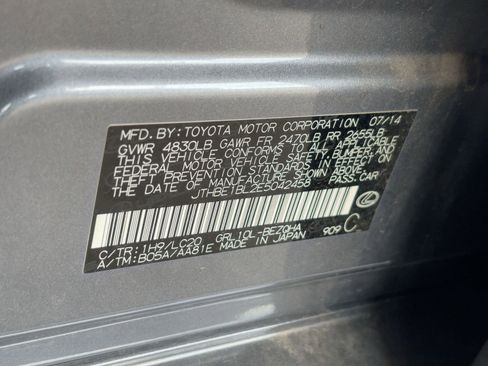 MFD. BY: TOYOTA MOTOR CORPORATION 07/14
GVWR 4830LB GAWR FR 2470LB RR 2655LB
THIS VEHICLE CONFORMS TO ALL APPLICABLE
FEDERAL MOTOR VEHICLE SAFETY, BUMPER, AND
THEFT PREVENTION STANDARDS IN EFFECT ON
THE DATE OF MANUFACTURE SHOWN ABOVE.
JTHBE1BL2E5042458 PASS. CAR
C/TR: 1H9/LC20 GRL10L-BEZQHA
A/TM: B05A/AA81E MADE IN JAPAN 909 C